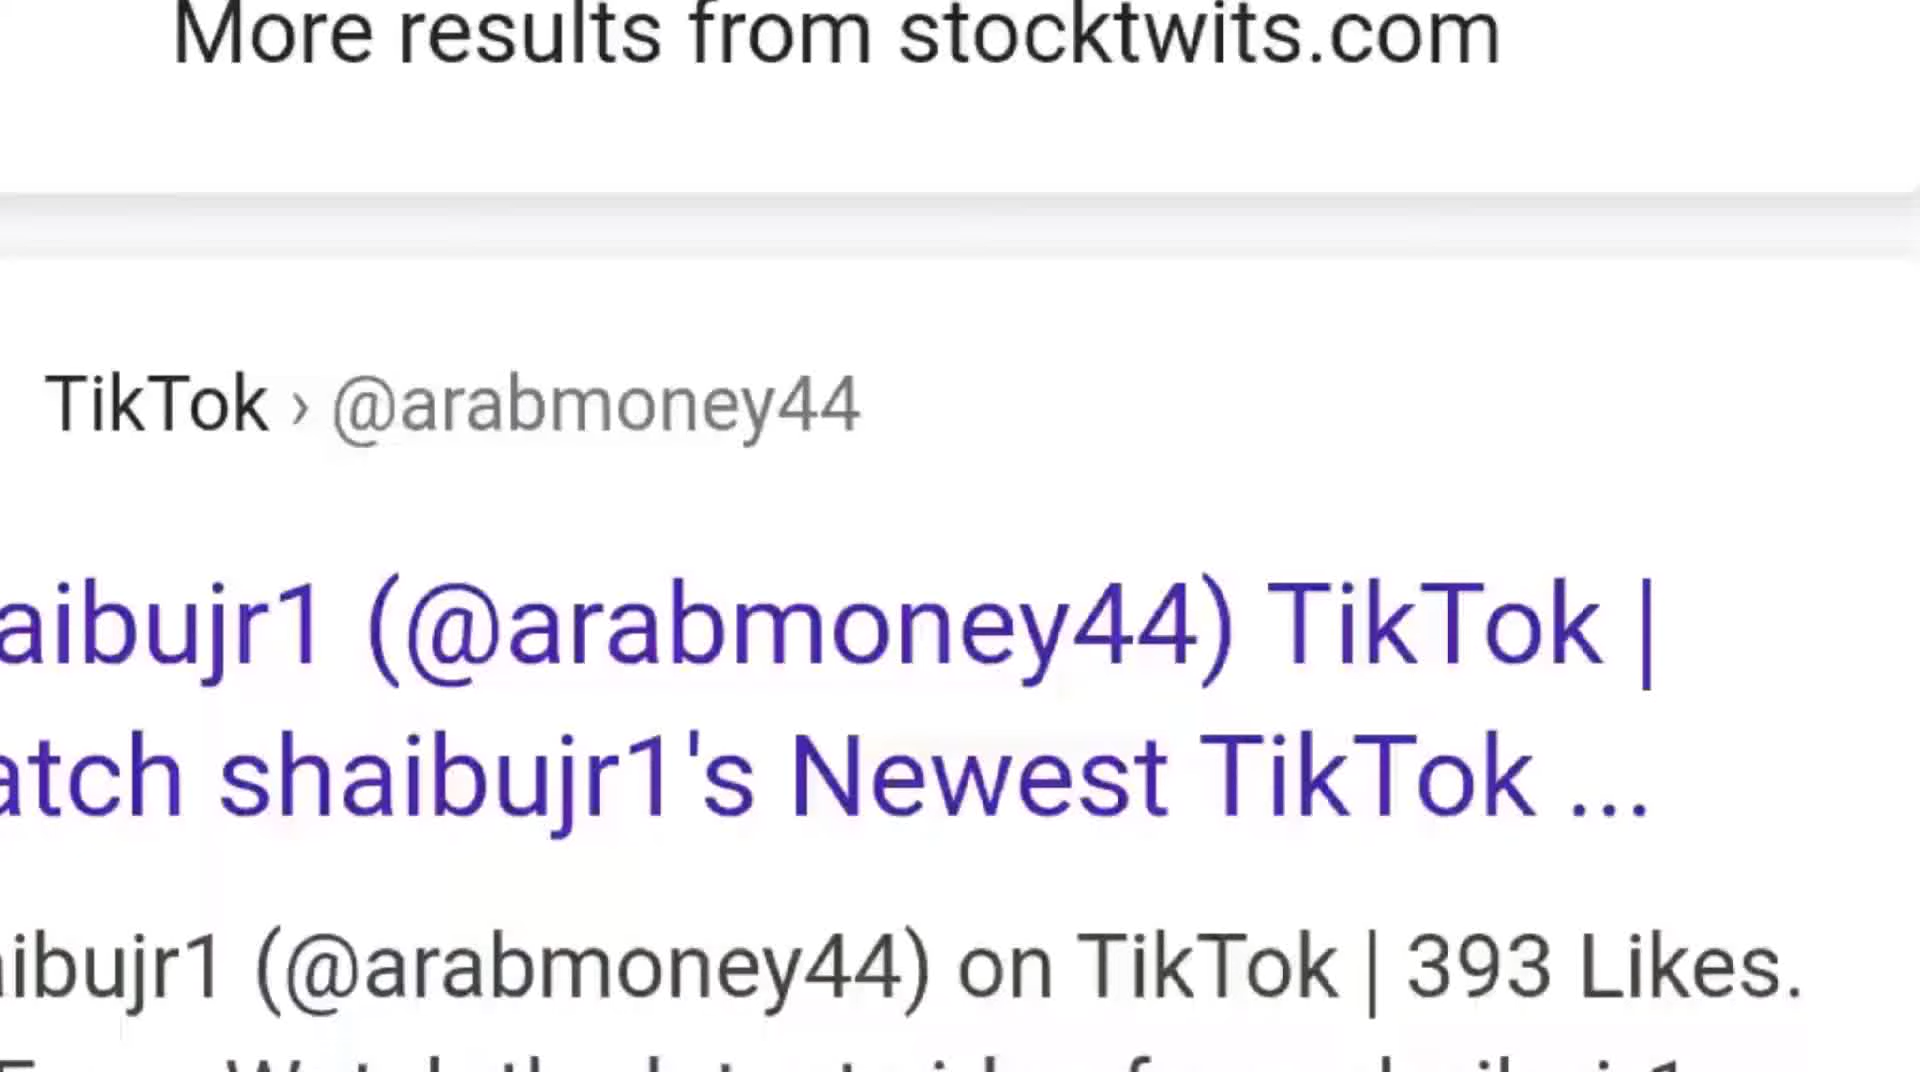 More results from stocktwits.com
TikTok › @arabmoney44
aibujr1 (@arabmoney44) TikTok |
atch shaibujr1's Newest TikTok ...
aibujr1 (@arabmoney44) on TikTok | 393 Likes.